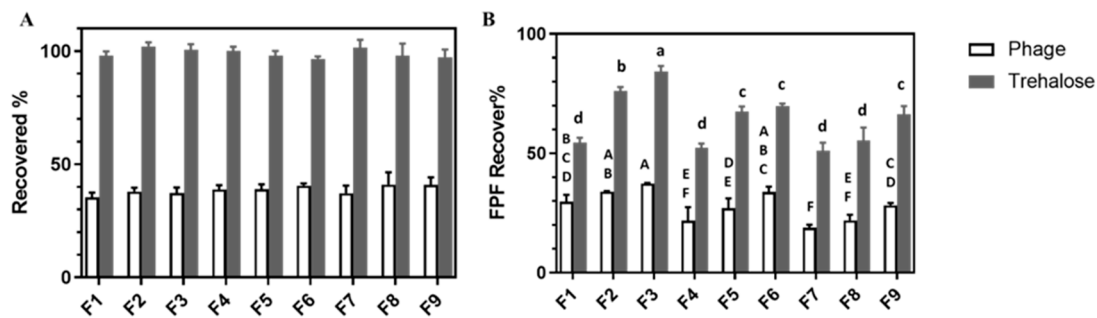 A
Recovered %
100
50
0
F1 F2 F3 F4 F5 F6 F7 F8 F9
B
FPF Recover%
100
50
0
B
C
D
d
A
B
b
A
a
E
F
d
D
E
c
A
B
C
c
F
d
E
F
d
C
D
c
F1 F2 F3 F4 F5 F6 F7 F8 F9
Phage
Trehalose